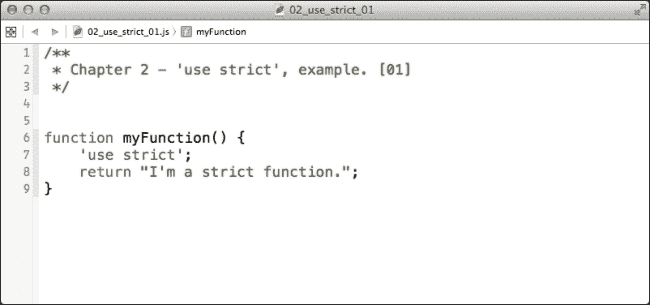 02_use_strict_01
02_use_strict_01.js 〉 f myFunction
1 /**
2  * Chapter 2 – 'use strict', example. [01]
3  */
4
5
6 function myFunction() {
7     'use strict';
8     return "I'm a strict function.";
9 }